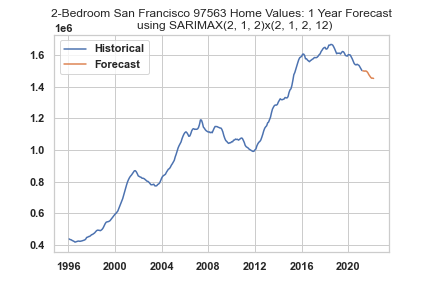 2-Bedroom San Francisco 97563 Home Values: 1 Year Forecast
using SARIMAX(2, 1, 2)x(2, 1, 2, 12)
1e6
Historical
Forecast
1.6
1.4
1.2
1.0
0.8
0.6
0.4
1996 2000 2004 2008 2012 2016 2020